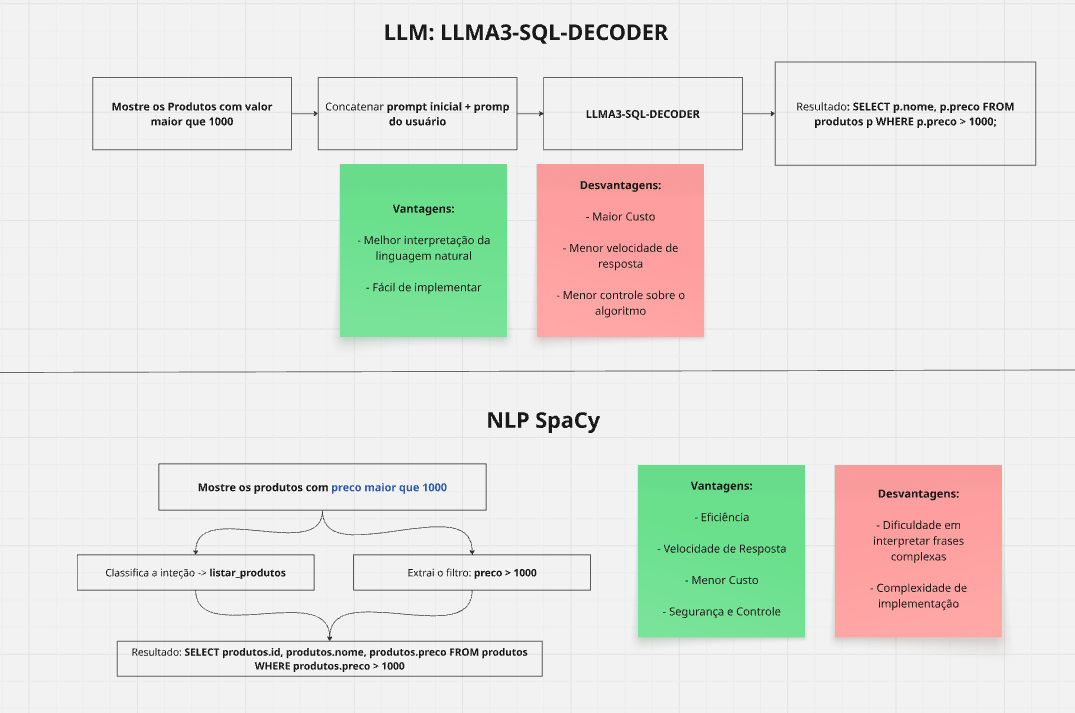 LLM: LLMA3-SQL-DECODER
Mostre os Produtos com valor
maior que 1000
Concatenar prompt inicial + promp
do usuário
LLMA3-SQL-DECODER
Resultado: SELECT p.nome, p.preco FROM
produtos p WHERE p.preco > 1000;
Vantagens:
- Melhor interpretação da
linguagem natural
- Fácil de implementar
Desvantagens:
- Maior Custo
- Menor velocidade de
resposta
- Menor controle sobre o
algoritmo
NLP SpaCy
Mostre os produtos com preco maior que 1000
Classifica a inteção -> listar_produtos
Extrai o filtro: preco > 1000
Resultado: SELECT produtos.id, produtos.nome, produtos.preco FROM produtos
WHERE produtos.preco > 1000
Vantagens:
- Eficiência
- Velocidade de Resposta
- Menor Custo
- Segurança e Controle
Desvantagens:
- Dificuldade em
interpretar frases
complexas
- Complexidade de
implementação